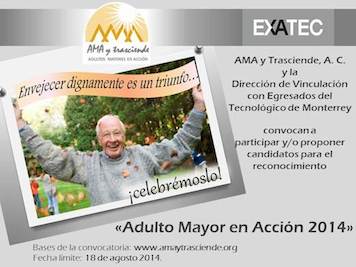 AMA y Trasciende
ADULTOS MAYORES EN ACCIÓN
EXATEC
Envejecer dignamente es un triunfo...
¡celebrémoslo!
AMA y Trasciende, A. C.
y la
Dirección de Vinculación
con Egresados del
Tecnológico de Monterrey
convocan a
participar y/o proponer
candidatos para el
reconocimiento
«Adulto Mayor en Acción 2014»
Bases de la convocatoria: www.amaytrasciende.org
Fecha límite: 18 de agosto 2014.